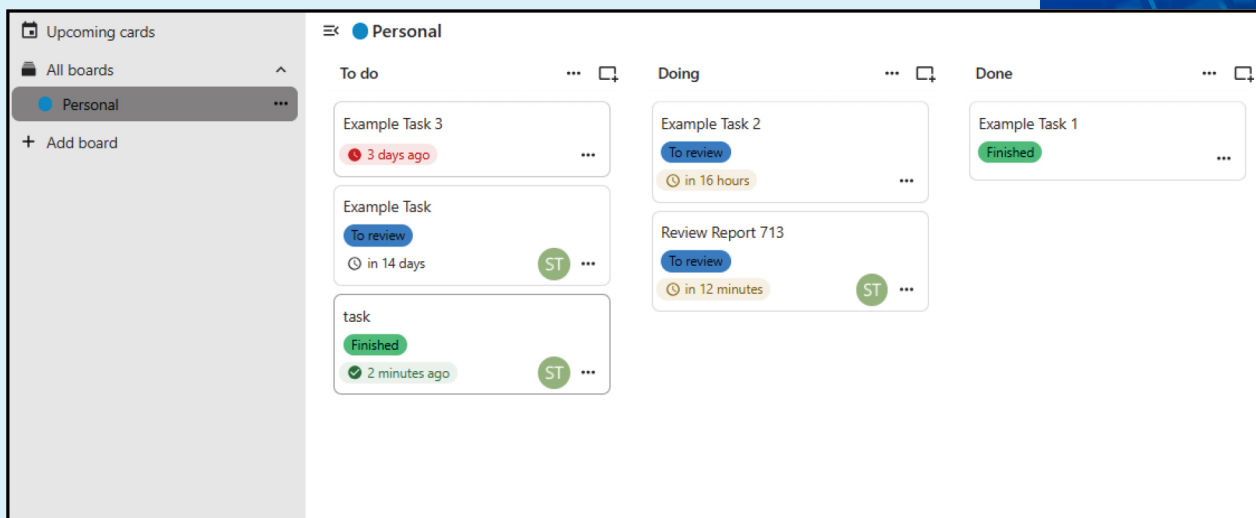 Upcoming cards
All boards
Personal
Add board
Personal
To do
Example Task 3
3 days ago
Example Task
To review
in 14 days
ST
task
Finished
2 minutes ago
ST
Doing
Example Task 2
To review
in 16 hours
Review Report 713
To review
in 12 minutes
ST
Done
Example Task 1
Finished